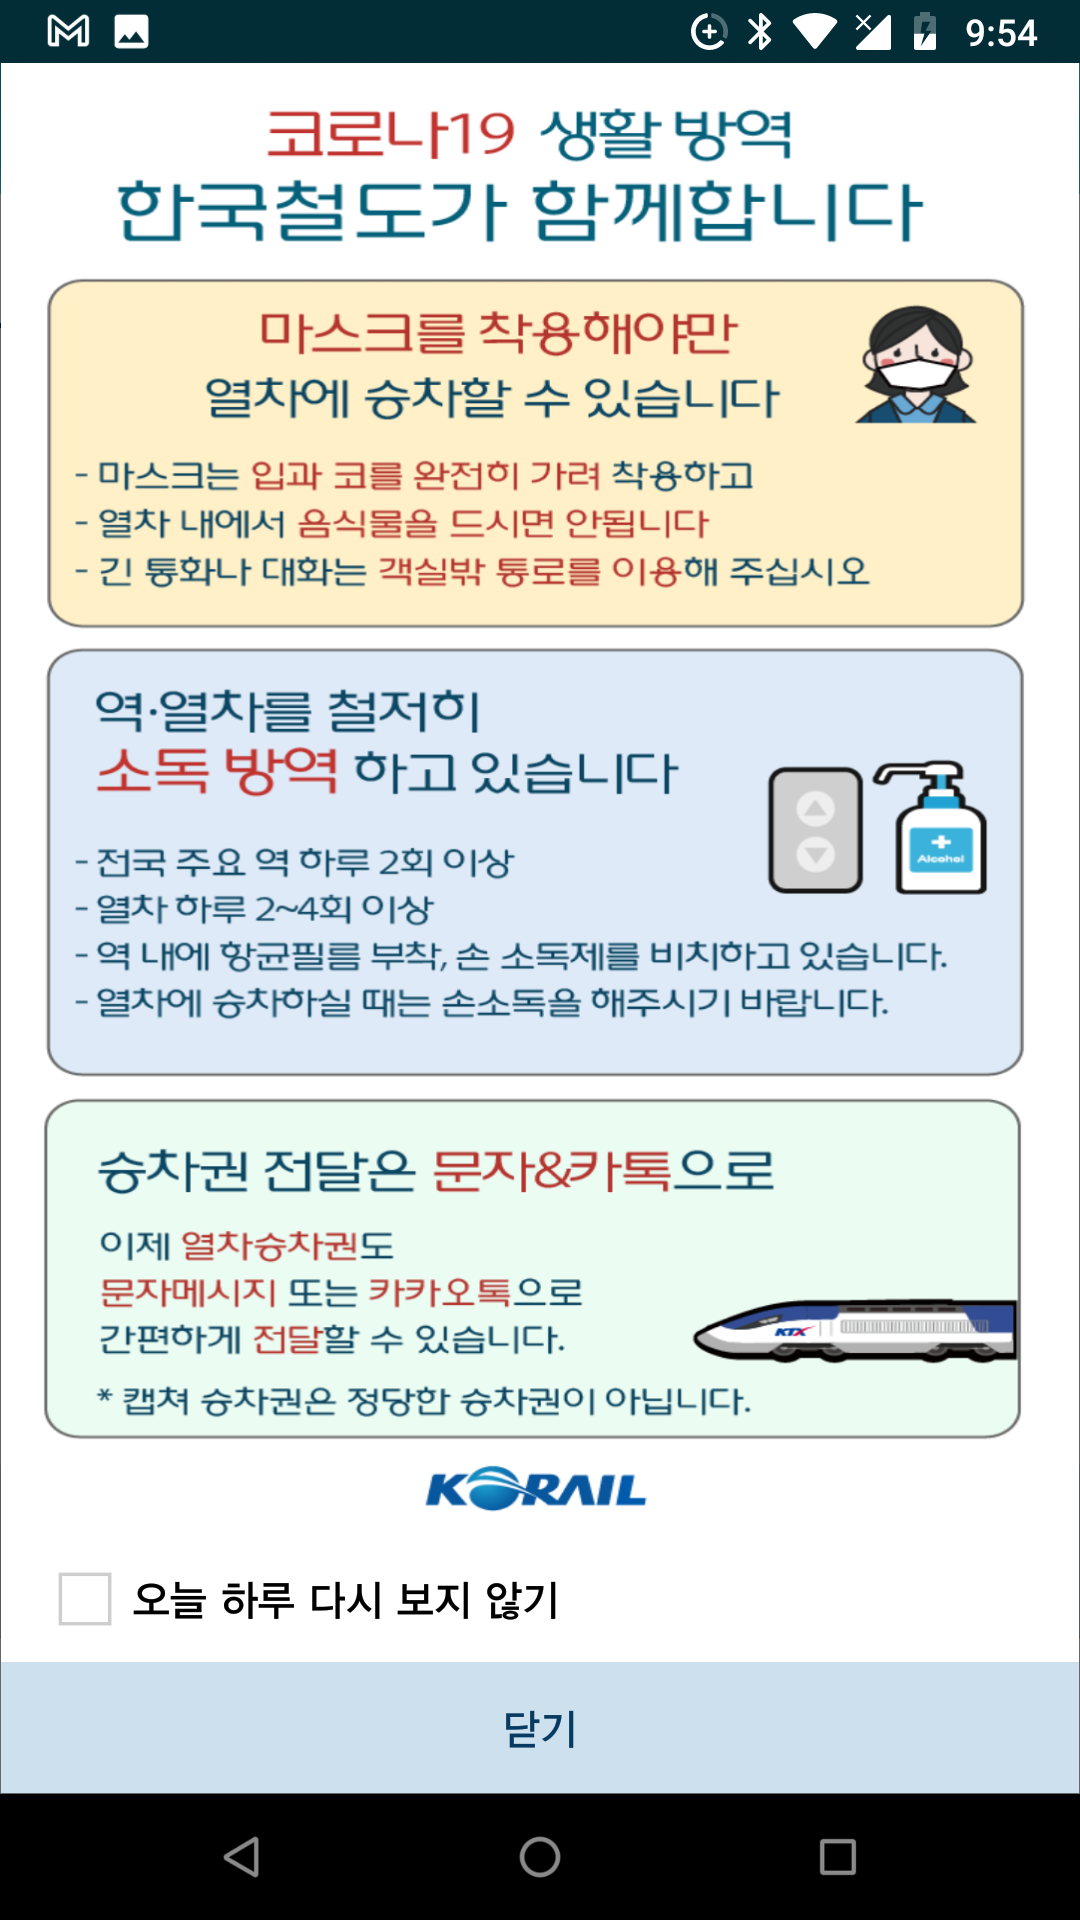 9:54
코로나19 생활 방역
한국철도가 함께합니다
마스크를 착용해야만
열차에 승차할 수 있습니다
- 마스크는 입과 코를 완전히 가려 착용하고
- 열차 내에서 음식물을 드시면 안됩니다
- 긴 통화나 대화는 객실밖 통로를 이용해 주십시오
역·열차를 철저히
소독 방역 하고 있습니다
Alcohol
- 전국 주요 역 하루 2회 이상
- 열차 하루 2~4회 이상
- 역 내에 항균필름 부착, 손 소독제를 비치하고 있습니다.
- 열차에 승차하실 때는 손소독을 해주시기 바랍니다.
승차권 전달은 문자&카톡으로
이제 열차승차권도
문자메시지 또는 카카오톡으로
간편하게 전달할 수 있습니다.
KTX
* 캡쳐 승차권은 정당한 승차권이 아닙니다.
KORAIL
오늘 하루 다시 보지 않기
닫기